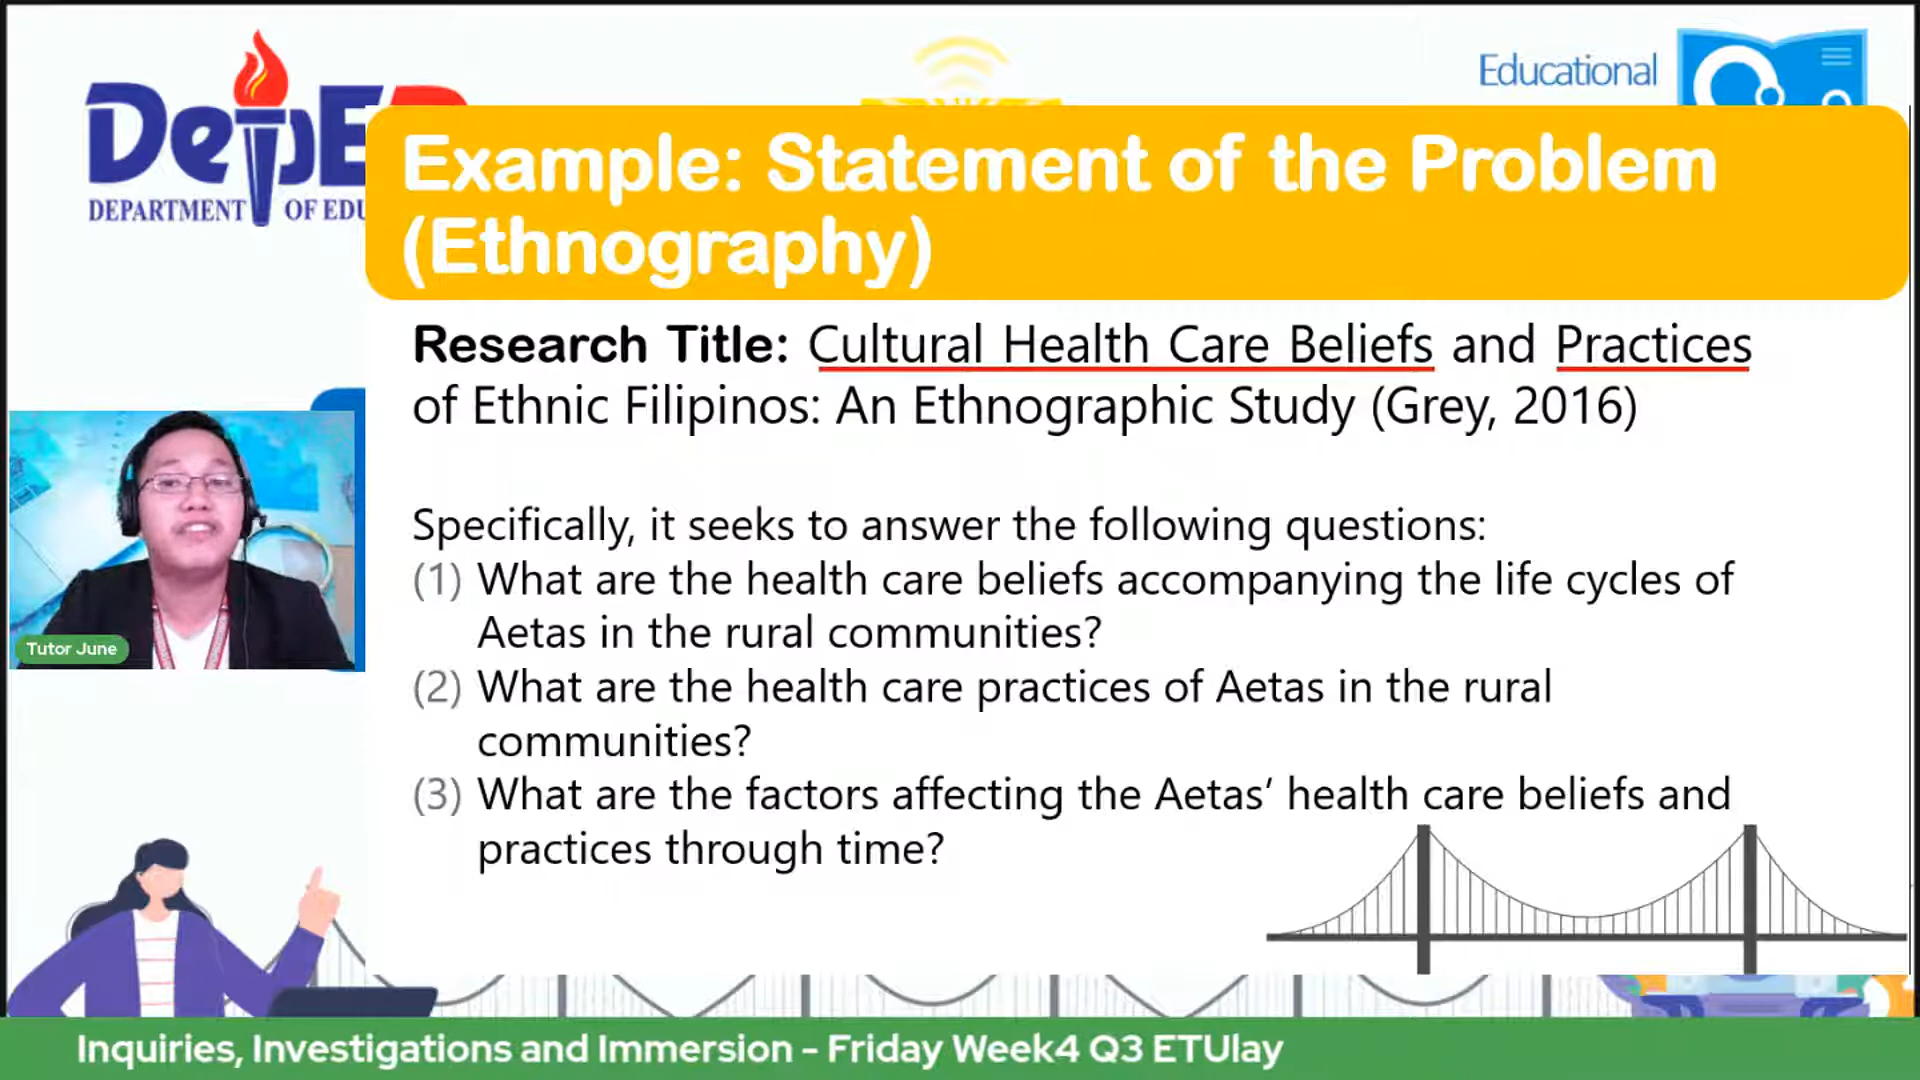 DepE
DEPARTMENT OF EDU
Educational
Example: Statement of the Problem
(Ethnography)
Research Title: Cultural Health Care Beliefs and Practices
of Ethnic Filipinos: An Ethnographic Study (Grey, 2016)
Specifically, it seeks to answer the following questions:
(1) What are the health care beliefs accompanying the life cycles of
Aetas in the rural communities?
(2) What are the health care practices of Aetas in the rural
communities?
(3) What are the factors affecting the Aetas’ health care beliefs and
practices through time?
Tutor June
Inquiries, Investigations and Immersion - Friday Week4 Q3 ETUlay